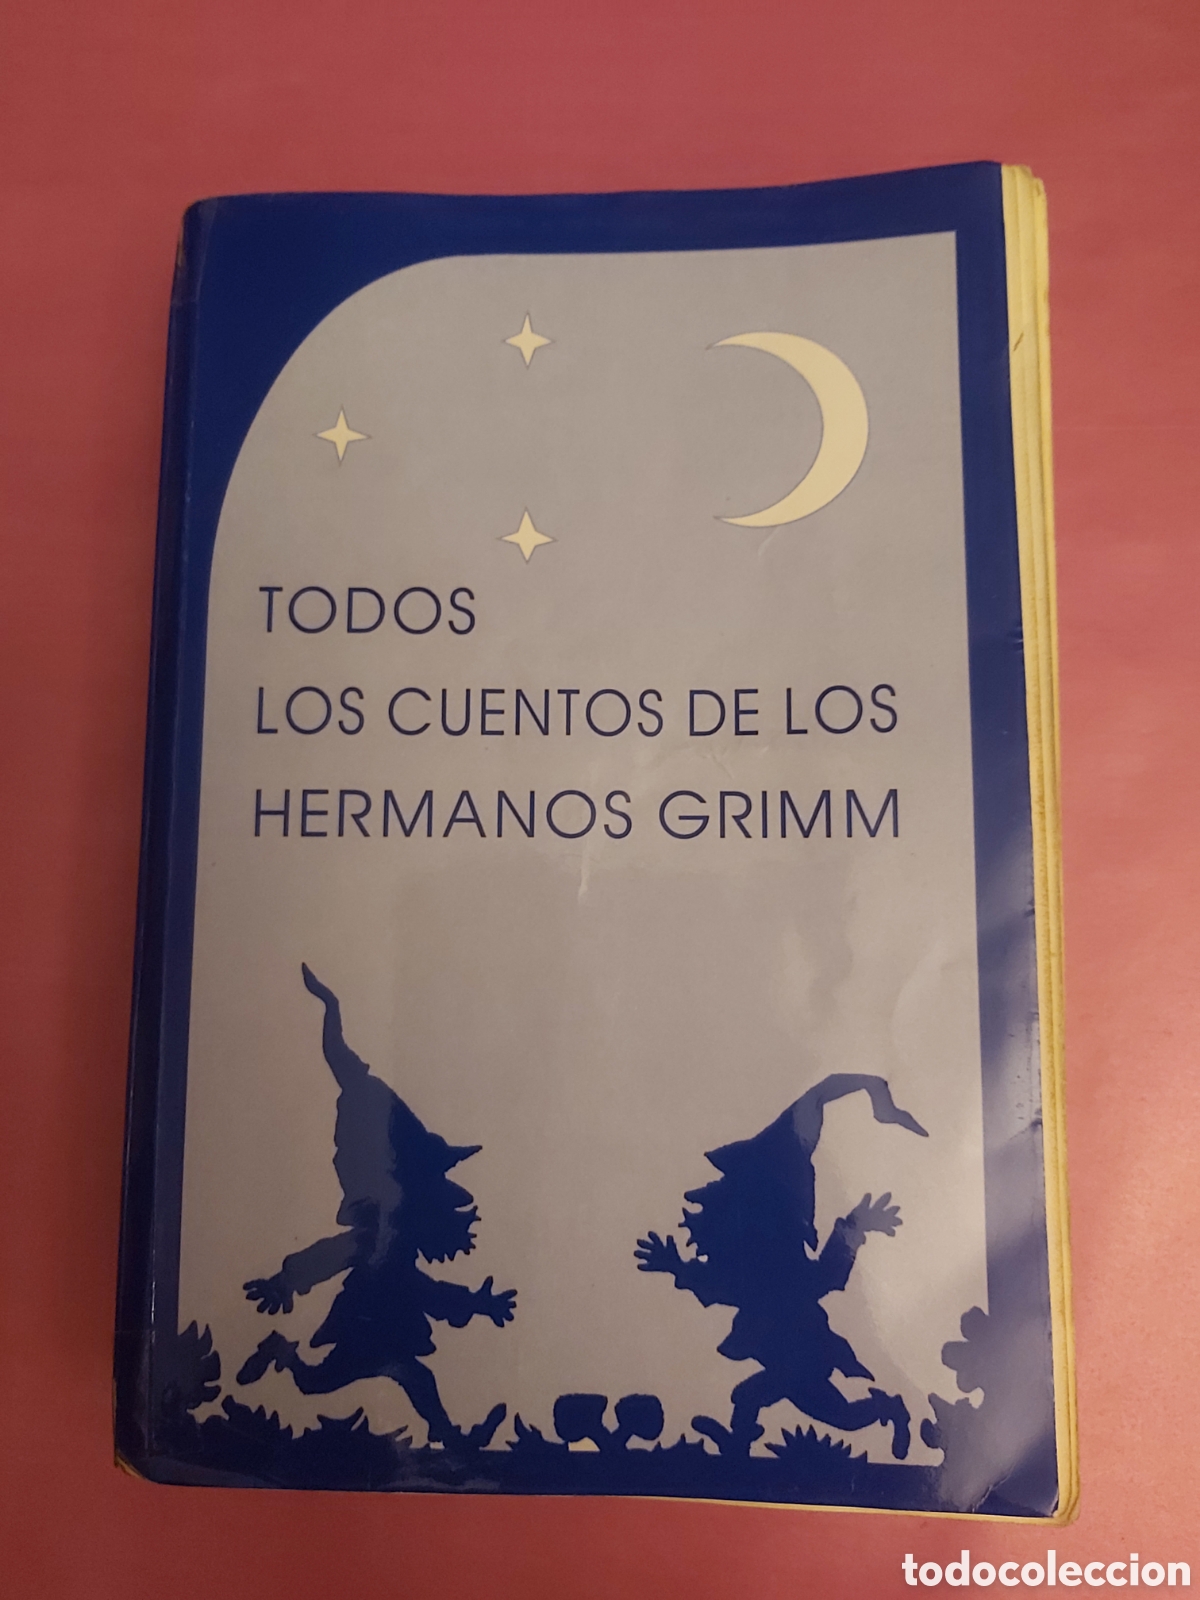 TODOS
LOS CUENTOS DE LOS
HERMANOS GRIMM
todocoleccion